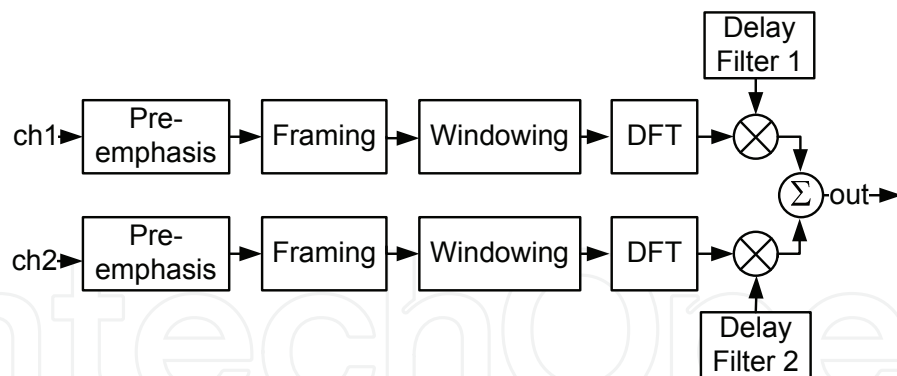 Delay
Filter 1
ch1
Pre-
emphasis
Framing
Windowing
DFT
Σ
out
ch2
Pre-
emphasis
Framing
Windowing
DFT
Delay
Filter 2
ntechOpe